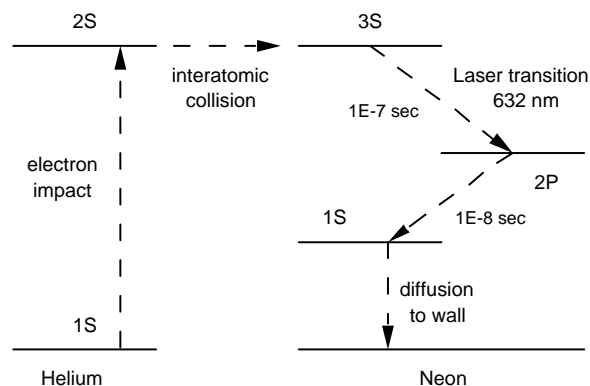 2S
3S
interatomic
collision
Laser transition
632 nm
1E-7 sec
electron
impact
2P
1S
1E-8 sec
diffusion
to wall
1S
Helium
Neon